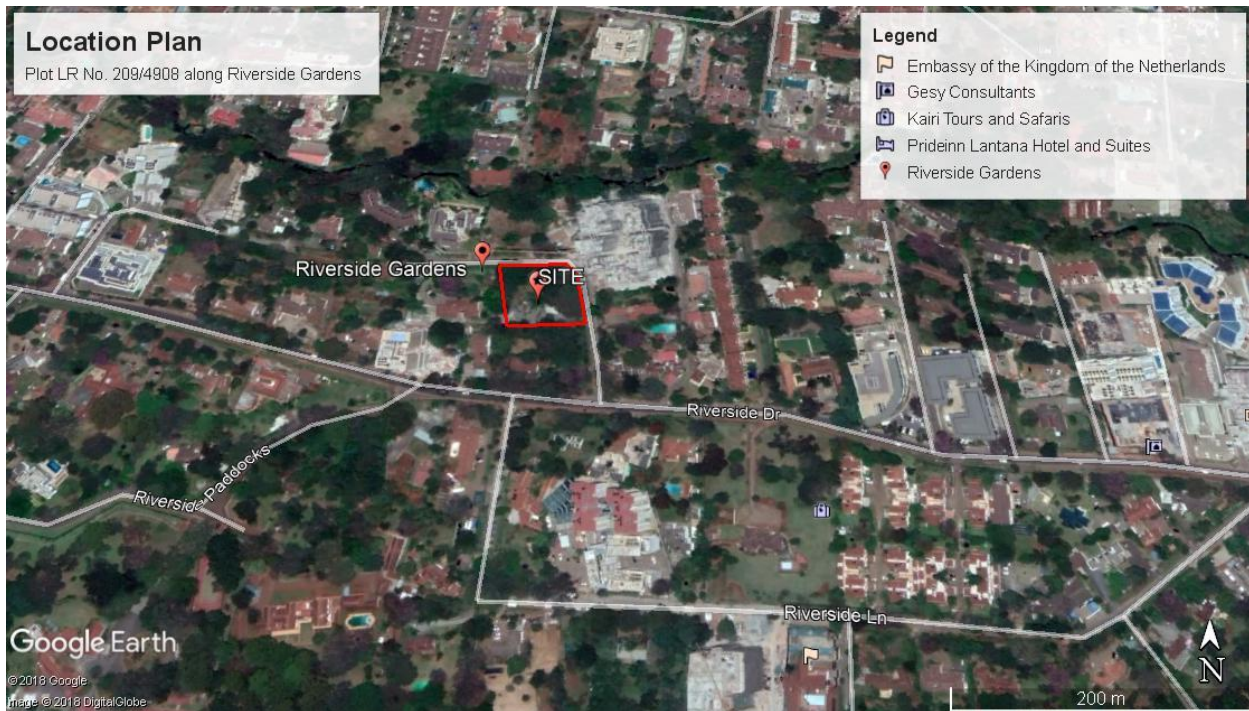 Location Plan
Plot LR No. 209/4908 along Riverside Gardens
Legend
Embassy of the Kingdom of the Netherlands
Gesy Consultants
Kairi Tours and Safaris
Prideinn Lantana Hotel and Suites
Riverside Gardens
Riverside Gardens
SITE
Riverside Dr
Riverside Paddocks
Riverside Ln
Google Earth
©2018 Google
Image © 2018 DigitalGlobe
N
200 m